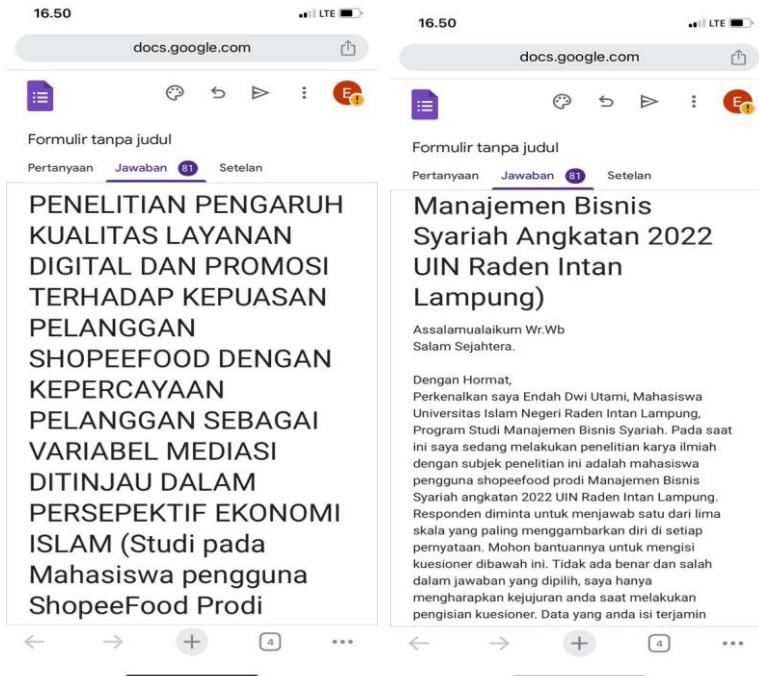 16.50
LTE
docs.google.com
E
Formulir tanpa judul
Pertanyaan Jawaban 81 Setelan
PENELITIAN PENGARUH
KUALITAS LAYANAN
DIGITAL DAN PROMOSI
TERHADAP KEPUASAN
PELANGGAN
SHOPEEFOOD DENGAN
KEPERCAYAAN
PELANGGAN SEBAGAI
VARIABEL MEDIASI
DITINJAU DALAM
PERSEPEKTIF EKONOMI
ISLAM (Studi pada
Mahasiswa pengguna
ShopeeFood Prodi
4
16.50
LTE
docs.google.com
E
Formulir tanpa judul
Pertanyaan Jawaban 81 Setelan
Manajemen Bisnis
Syariah Angkatan 2022
UIN Raden Intan
Lampung)
Assalamualaikum Wr.Wb
Salam Sejahtera.
Dengan Hormat,
Perkenalkan saya Endah Dwi Utami, Mahasiswa
Universitas Islam Negeri Raden Intan Lampung,
Program Studi Manajemen Bisnis Syariah. Pada saat
ini saya sedang melakukan penelitian karya ilmiah
dengan subjek penelitian ini adalah mahasiswa
pengguna shopeefood prodi Manajemen Bisnis
Syariah angkatan 2022 UIN Raden Intan Lampung.
Responden diminta untuk menjawab satu dari lima
skala yang paling menggambarkan diri di setiap
pernyataan. Mohon bantuannya untuk mengisi
kuesioner dibawah ini. Tidak ada benar dan salah
dalam jawaban yang dipilih, saya hanya
mengharapkan kejujuran anda saat melakukan
pengisian kuesioner. Data yang anda isi terjamin
4